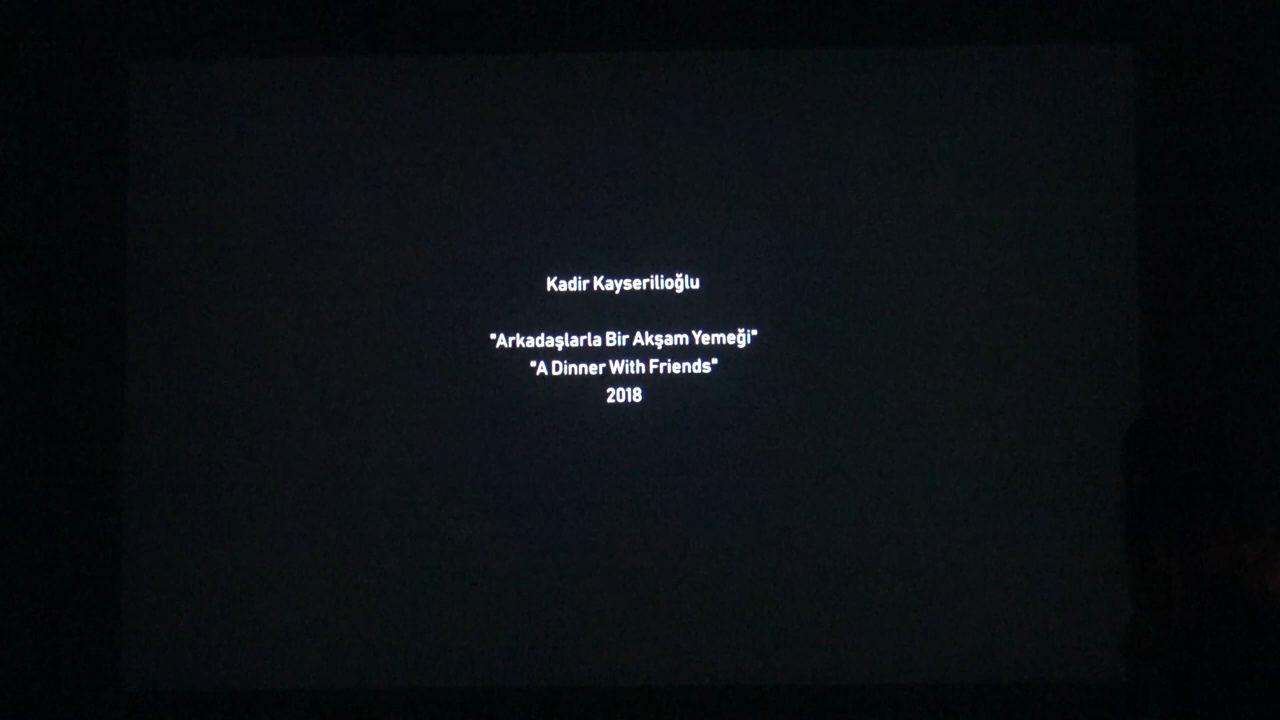 Kadir Kayserilioğlu
"Arkadaşlarla Bir Akşam Yemeği"
"A Dinner With Friends"
2018